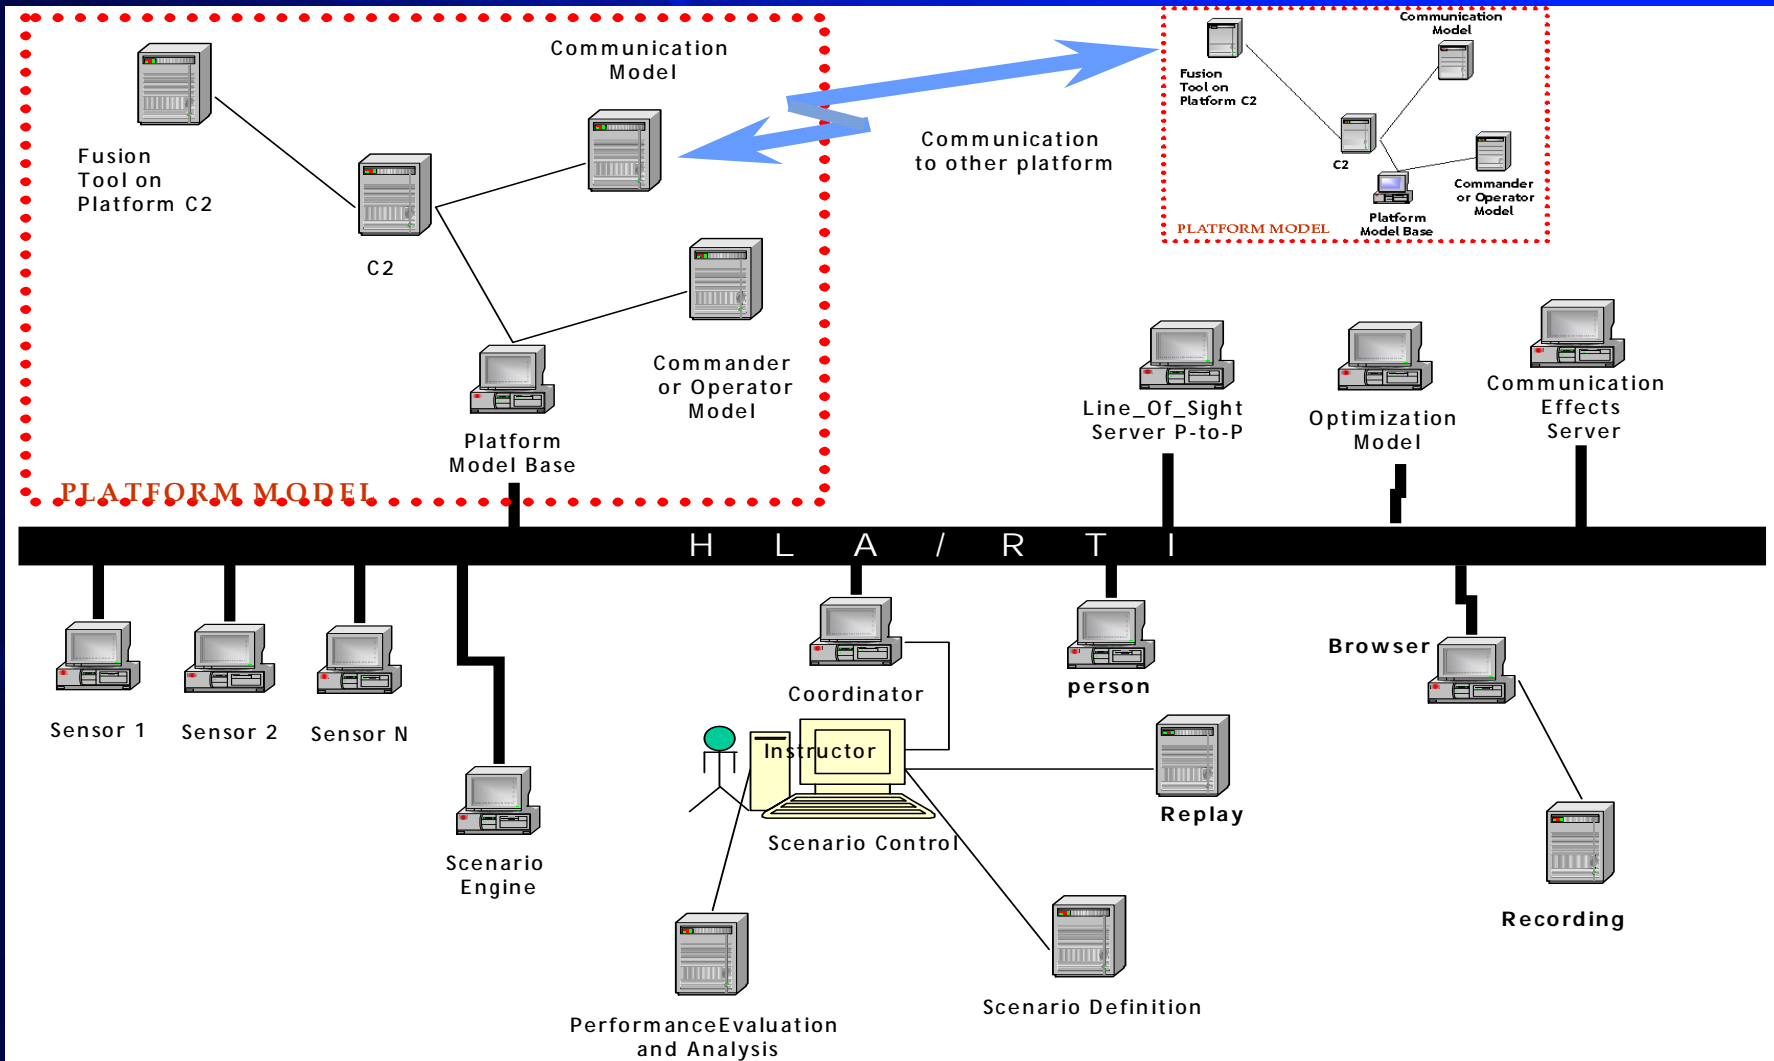 Communication
Model
Fusion
Tool on
Platform C2
C2
Commander
or Operator
Model
Platform
Model Base
PLATFORM MODEL
Communication
to other platform
Communication
Model
Fusion
Tool on
Platform C2
C2
Commander
or Operator
Model
Platform
Model Base
PLATFORM MODEL
Line_Of_Sight
Server P-to-P
Optimization
Model
Communication
Effects
Server
H L A / R T I
Sensor 1
Sensor 2
Sensor N
Scenario
Engine
Coordinator
person
Browser
Instructor
Scenario Control
Replay
Recording
Scenario Definition
PerformanceEvaluation
and Analysis